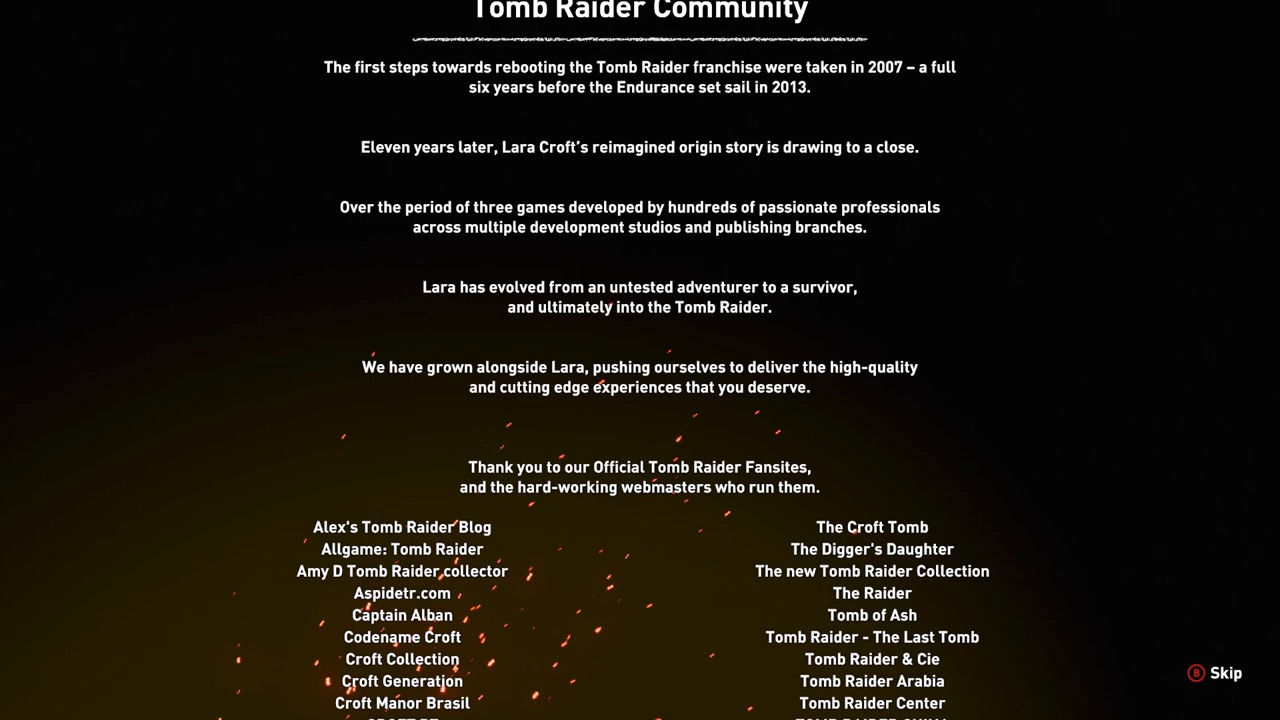 Tomb Raider Community
The first steps towards rebooting the Tomb Raider franchise were taken in 2007 – a full
six years before the Endurance set sail in 2013.
Eleven years later, Lara Croft's reimagined origin story is drawing to a close.
Over the period of three games developed by hundreds of passionate professionals
across multiple development studios and publishing branches.
Lara has evolved from an untested adventurer to a survivor,
and ultimately into the Tomb Raider.
We have grown alongside Lara, pushing ourselves to deliver the high-quality
and cutting edge experiences that you deserve.
Thank you to our Official Tomb Raider Fansites,
and the hard-working webmasters who run them.
Alex's Tomb Raider Blog
Allgame: Tomb Raider
Amy D Tomb Raider collector
Aspidetr.com
Captain Alban
Codename Croft
Croft Collection
Croft Generation
Croft Manor Brasil
The Croft Tomb
The Digger's Daughter
The new Tomb Raider Collection
The Raider
Tomb of Ash
Tomb Raider - The Last Tomb
Tomb Raider & Cie
Tomb Raider Arabia
Tomb Raider Center
B Skip